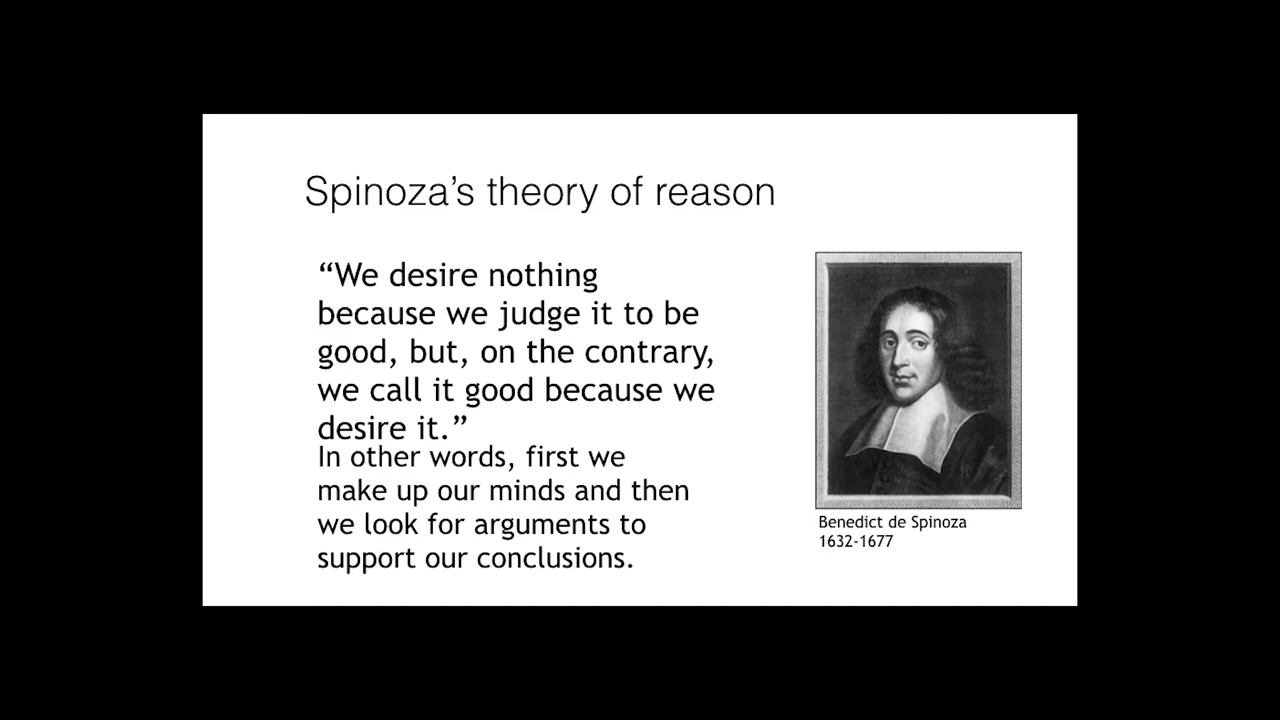 Spinoza’s theory of reason
“We desire nothing
because we judge it to be
good, but, on the contrary,
we call it good because we
desire it.”
In other words, first we
make up our minds and then
we look for arguments to
support our conclusions.
Benedict de Spinoza
1632-1677